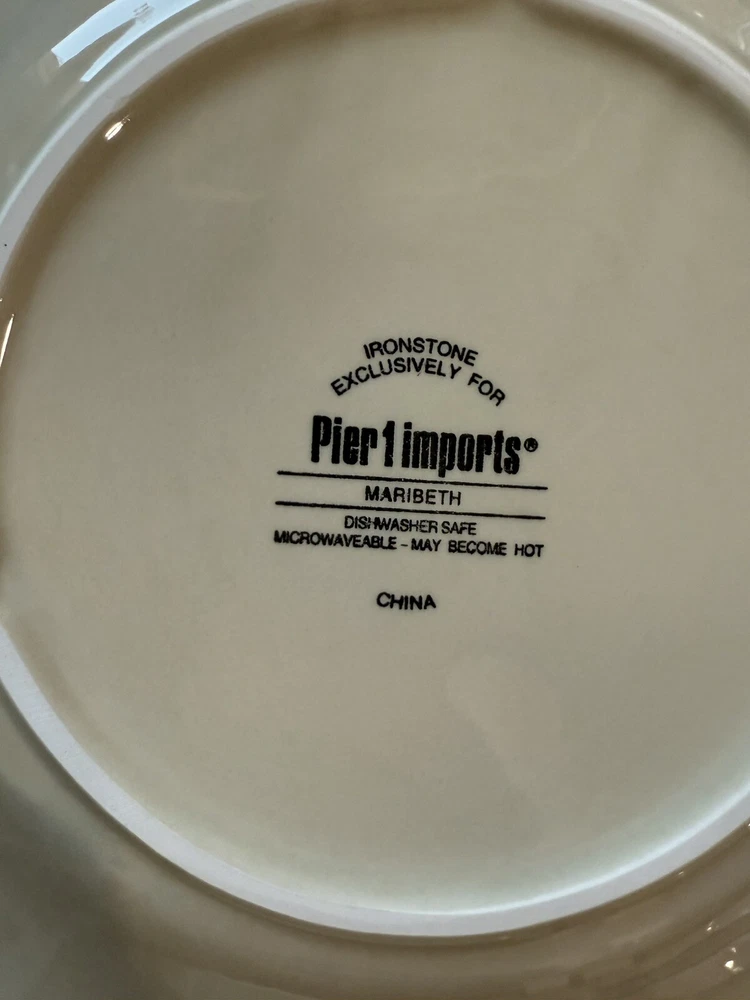 IRONSTONE
EXCLUSIVELY FOR
Pier 1 imports®
MARIBETH
DISHWASHER SAFE
MICROWAVEABLE – MAY BECOME HOT
CHINA